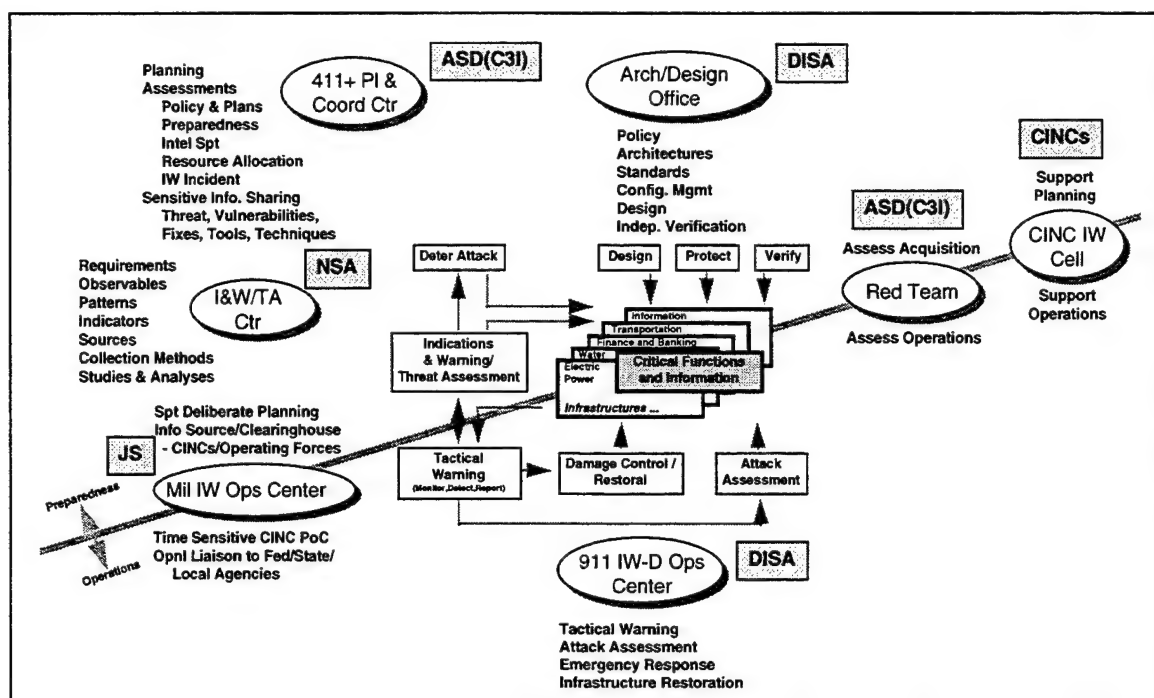 ASD(C3I)
411+ PI &
Coord Ctr
Planning
Assessments
Policy & Plans
Preparedness
Intel Spt
Resource Allocation
IW Incident
Sensitive Info. Sharing
Threat, Vulnerabilities,
Fixes, Tools, Techniques
DISA
Arch/Design
Office
Policy
Architectures
Standards
Config. Mgmt
Design
Indep. Verification
CINCs
Support
Planning
CINC IW
Cell
Support
Operations
ASD(C3I)
Assess Acquisition
Red Team
Assess Operations
NSA
I&W/TA
Ctr
Requirements
Observables
Patterns
Indicators
Sources
Collection Methods
Studies & Analyses
Deter Attack
Design
Protect
Verify
Indications
& Warning/
Threat Assessment
Information
Transportation
Finance and Banking
Water
Electric
Power
Critical Functions
and Information
Infrastructures ...
Spt Deliberate Planning
Info Source/Clearinghouse
- CINCs/Operating Forces
JS
Mil IW Ops Center
Preparedness
Operations
Time Sensitive CINC PoC
Opnl Liaison to Fed/State/
Local Agencies
Tactical
Warning
(Monitor,Detect,Report)
Damage Control /
Restoral
Attack
Assessment
911 IW-D Ops
Center
DISA
Tactical Warning
Attack Assessment
Emergency Response
Infrastructure Restoration